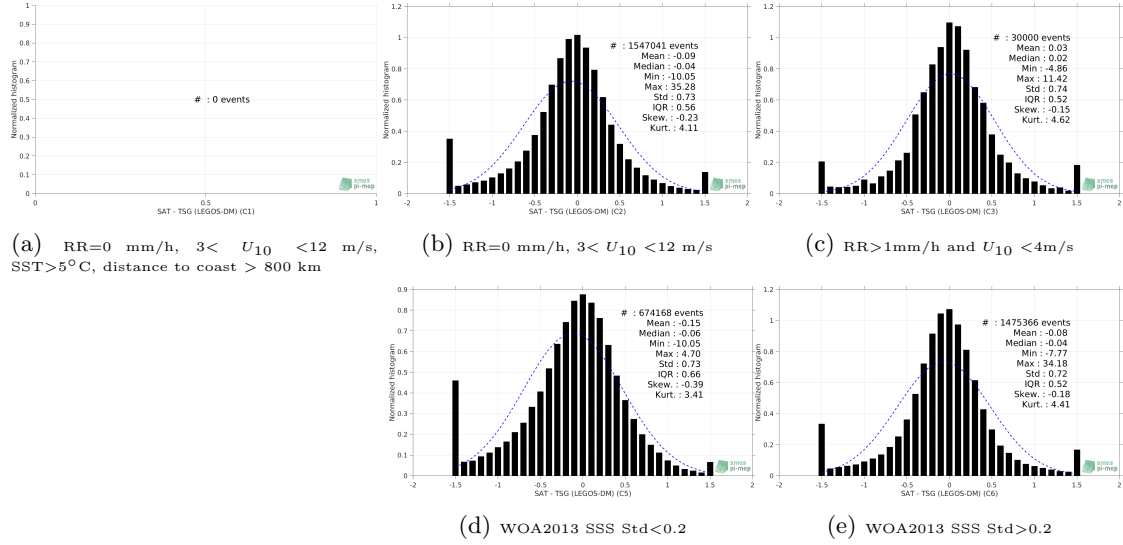 1
0.9
0.8
0.7
0.6
0.5
0.4
0.3
0.2
0.1
0
Normalized histogram
# : 0 events
0 0.5 1
SAT - TSG (LEGOS-DM) (C1)
smos
pi-mep
(a) RR=0 mm/h, 3< U10 <12 m/s,
SST>5°C, distance to coast > 800 km
1.2
1
0.8
0.6
0.4
0.2
0
Normalized histogram
# : 1547041 events
Mean : -0.09
Median : -0.04
Min : -10.05
Max : 35.28
Std : 0.73
IQR : 0.56
Skew. : -0.23
Kurt. : 4.11
-2 -1.5 -1 -0.5 0 0.5 1 1.5 2
SAT - TSG (LEGOS-DM) (C2)
smos
pi-mep
(b) RR=0 mm/h, 3< U10 <12 m/s
1.2
1
0.8
0.6
0.4
0.2
0
Normalized histogram
# : 30000 events
Mean : 0.03
Median : 0.02
Min : -4.86
Max : 11.42
Std : 0.74
IQR : 0.52
Skew. : -0.15
Kurt. : 4.62
-2 -1.5 -1 -0.5 0 0.5 1 1.5 2
SAT - TSG (LEGOS-DM) (C3)
smos
pi-mep
(c) RR>1mm/h and U10 <4m/s
0.9
0.8
0.7
0.6
0.5
0.4
0.3
0.2
0.1
0
Normalized histogram
# : 674168 events
Mean : -0.15
Median : -0.06
Min : -10.05
Max : 4.70
Std : 0.73
IQR : 0.66
Skew. : -0.39
Kurt. : 3.41
-2 -1.5 -1 -0.5 0 0.5 1 1.5 2
SAT - TSG (LEGOS-DM) (C5)
smos
pi-mep
(d) WOA2013 SSS Std<0.2
1.2
1
0.8
0.6
0.4
0.2
0
Normalized histogram
# : 1475366 events
Mean : -0.08
Median : -0.04
Min : -7.77
Max : 34.18
Std : 0.72
IQR : 0.52
Skew. : -0.18
Kurt. : 4.41
-2 -1.5 -1 -0.5 0 0.5 1 1.5 2
SAT - TSG (LEGOS-DM) (C6)
smos
pi-mep
(e) WOA2013 SSS Std>0.2